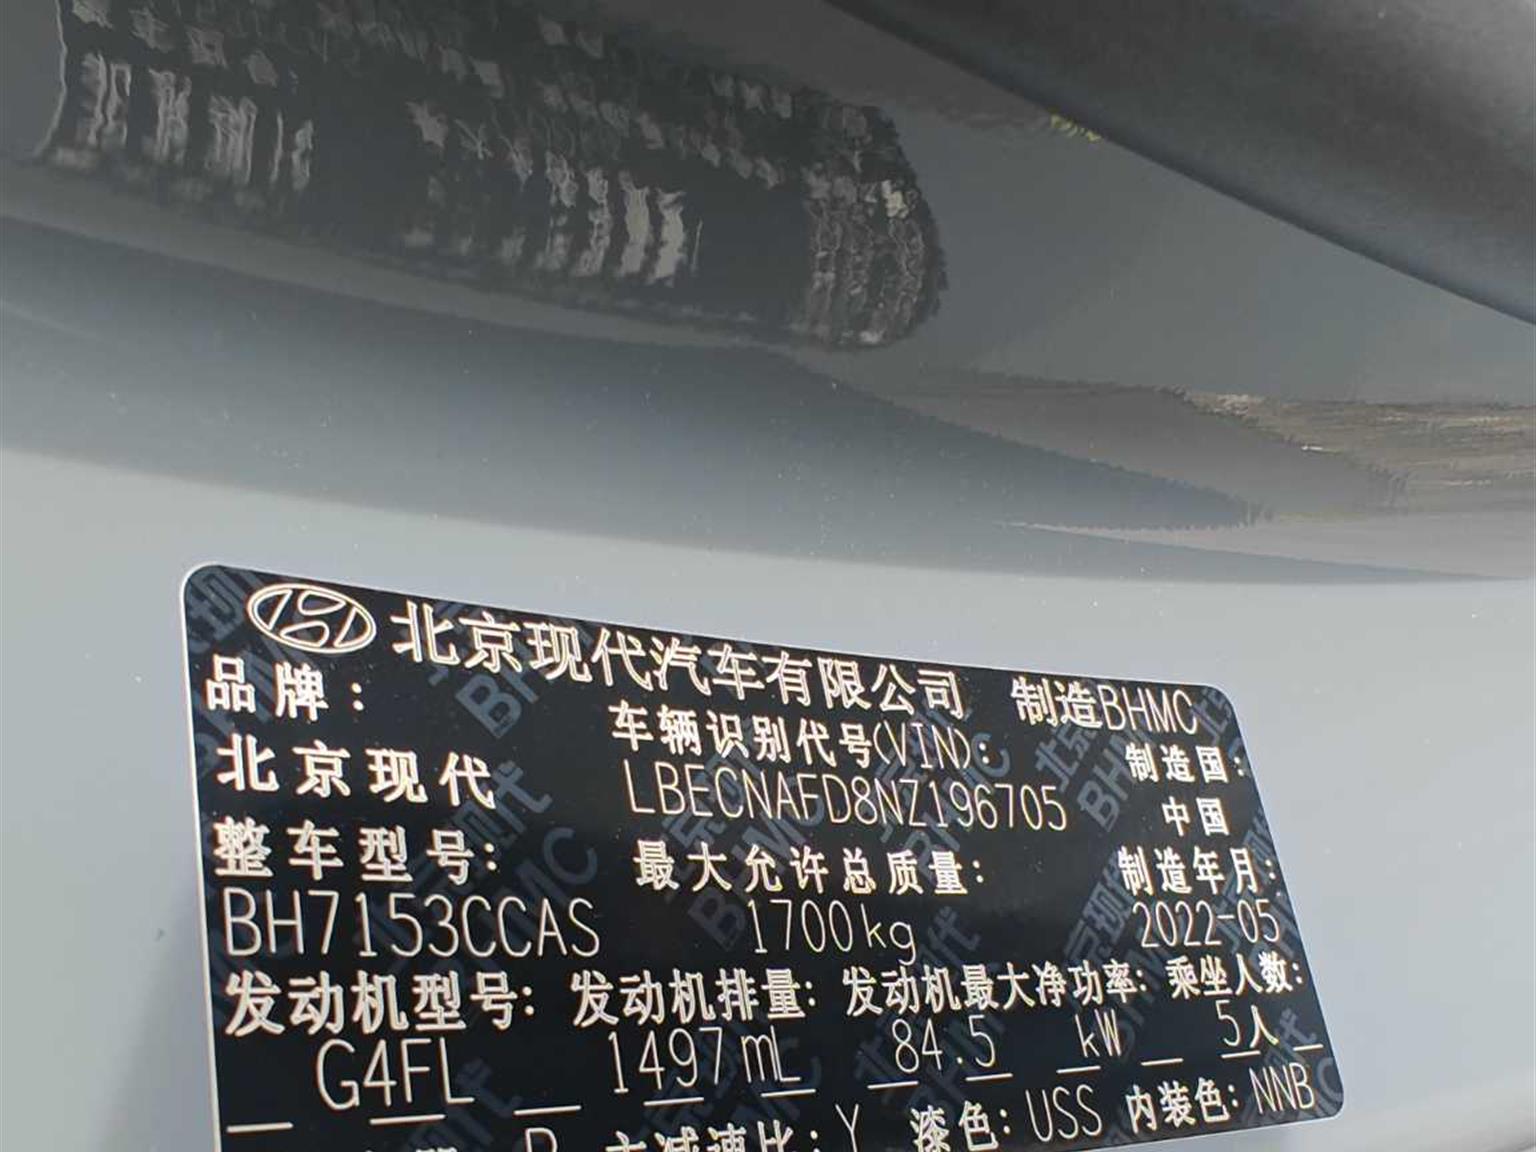 北京现代汽车有限公司 制造BHMC
品牌: 车辆识别代号(VIN): 制造国:
北京现代 LBECNAFD8NZ196705 中国
整车型号: 最大允许总质量: 制造年月:
BH7153CCAS 1700kg 2022-05
发动机型号: 发动机排量: 发动机最大净功率: 乘坐人数:
G4FL 1497mL 84.5 kW 5人
主减速比: Y 漆色: USS 内装色: NNB